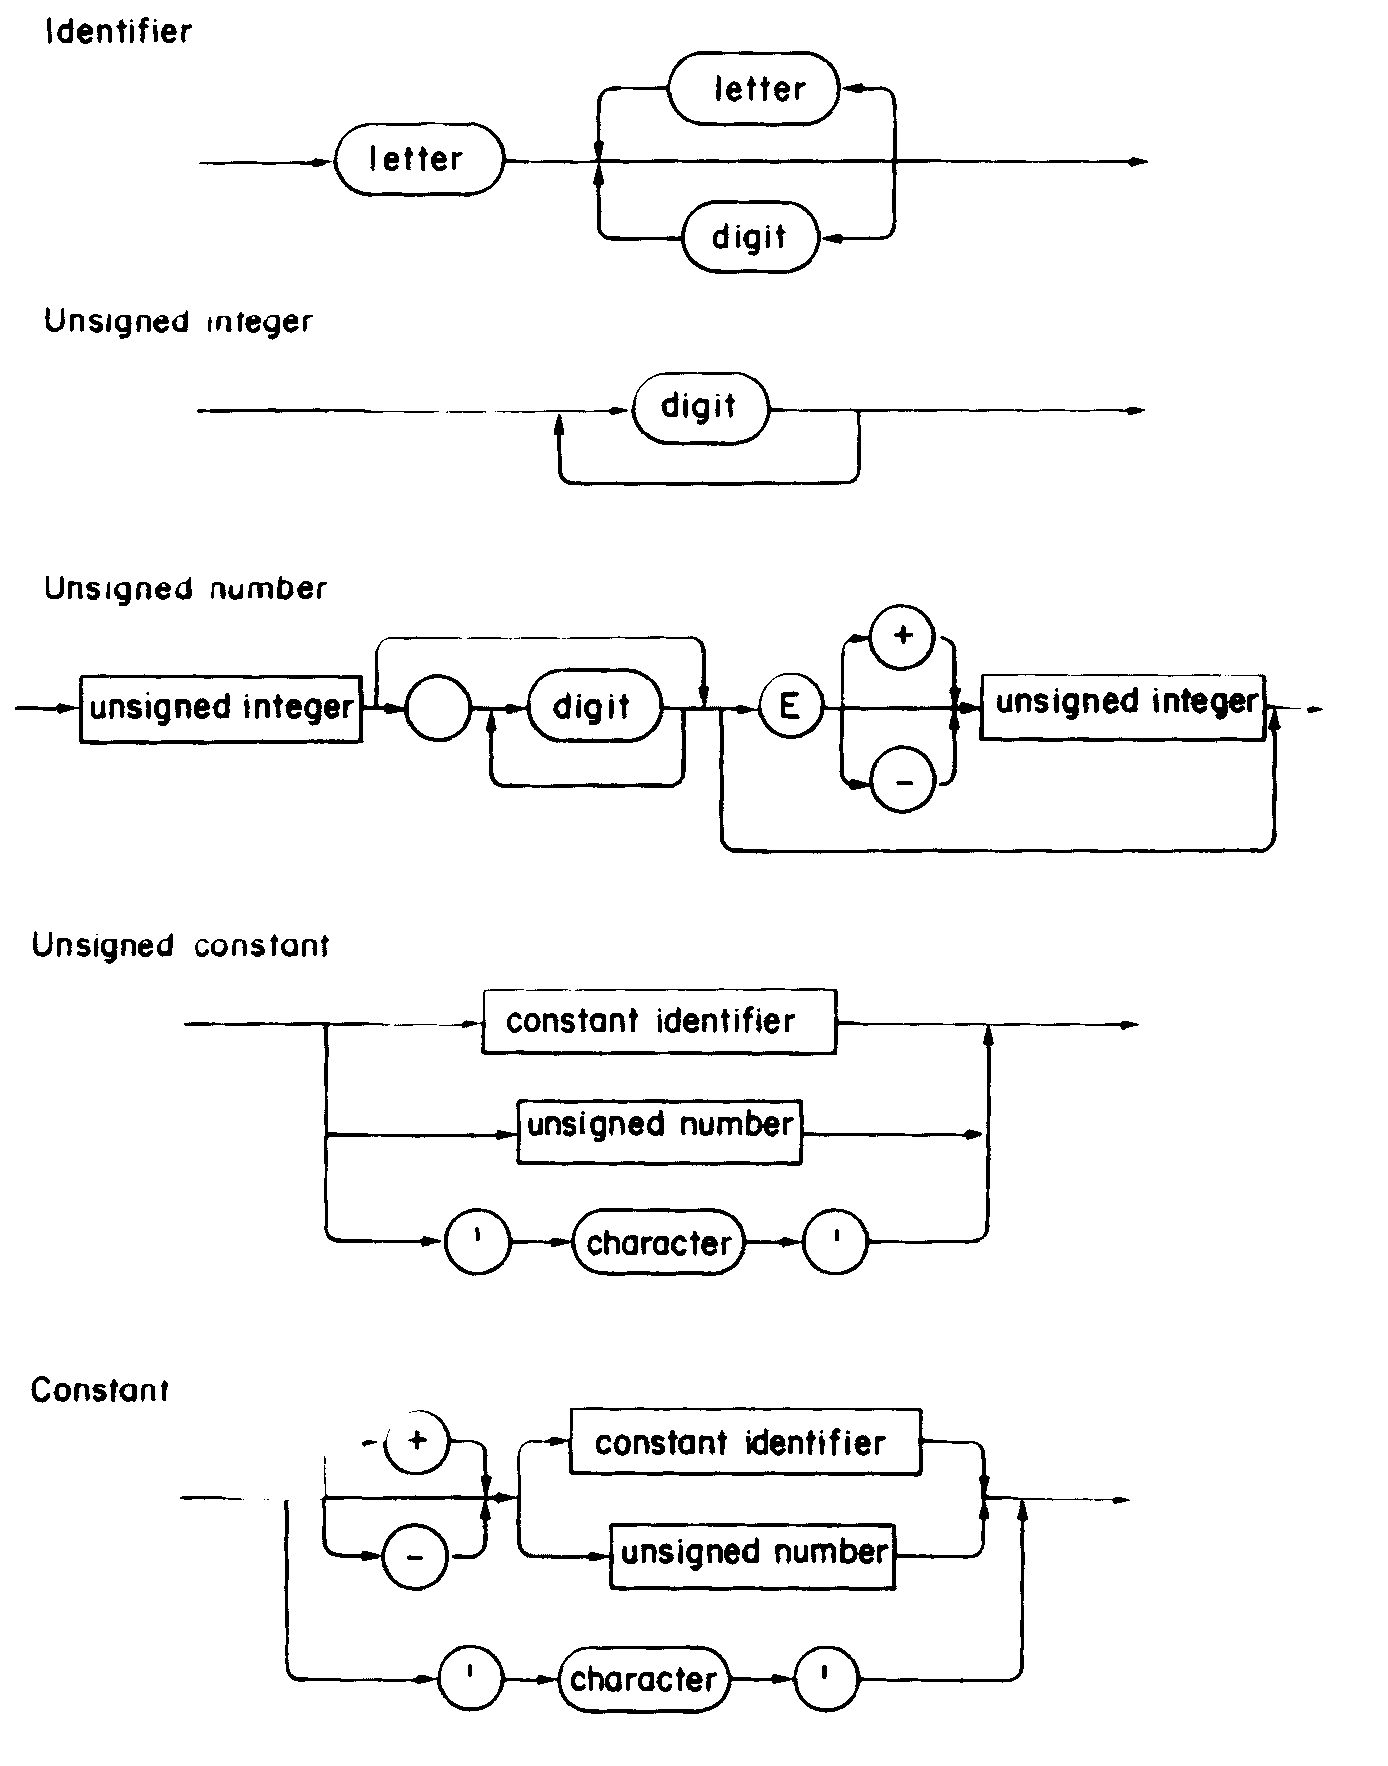 Identifier
letter
letter
digit
Unsigned integer
digit
Unsigned number
+
unsigned integer digit E unsigned integer
-
Unsigned constant
constant identifier
unsigned number
' character '
Constant
+ constant identifier
- unsigned number
' character '